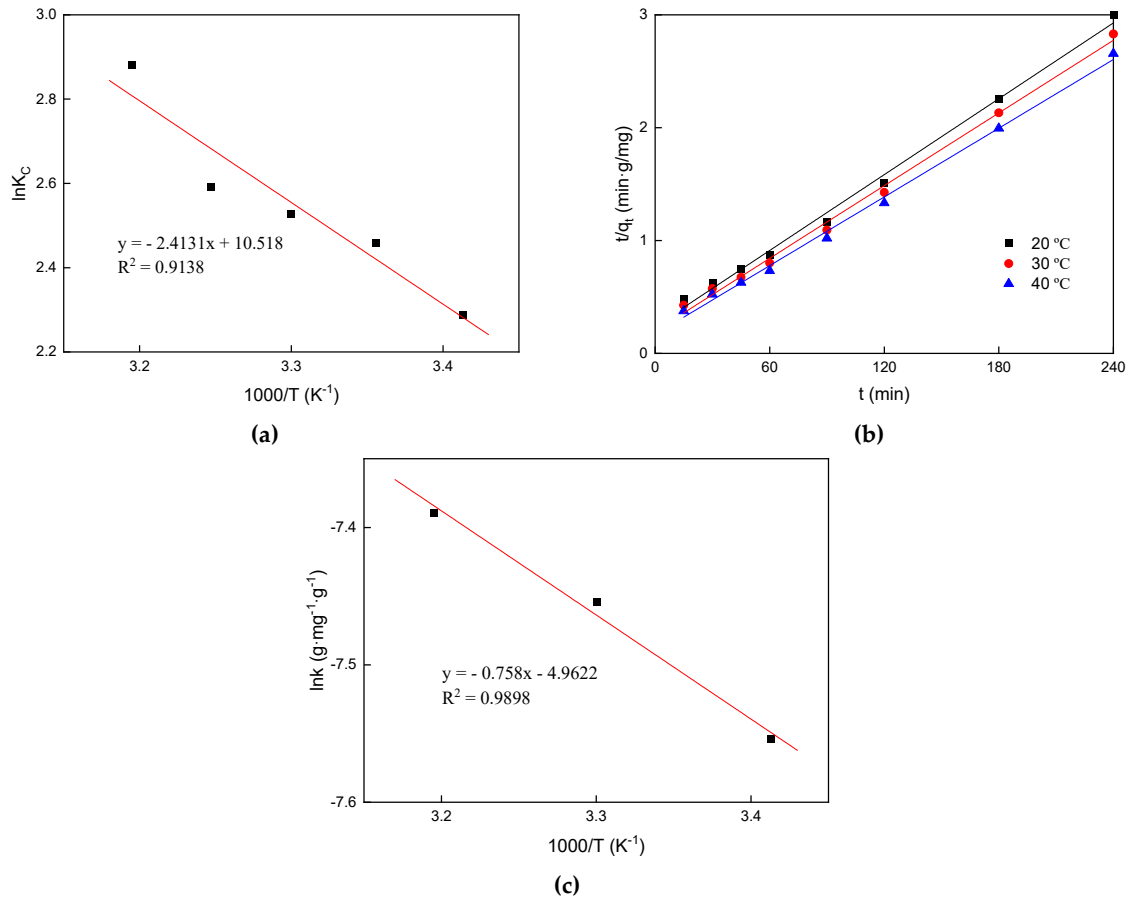 3.0
2.8
2.6
2.4
2.2
lnK_C
y = - 2.4131x + 10.518
R² = 0.9138
3.2
3.3
3.4
1000/T (K⁻¹)
(a)
3
2
1
0
t/q_t (min·g/mg)
20 ºC
30 ºC
40 ºC
0
60
120
180
240
t (min)
(b)
-7.4
-7.5
-7.6
lnk (g·mg⁻¹·g⁻¹)
y = - 0.758x - 4.9622
R² = 0.9898
3.2
3.3
3.4
1000/T (K⁻¹)
(c)